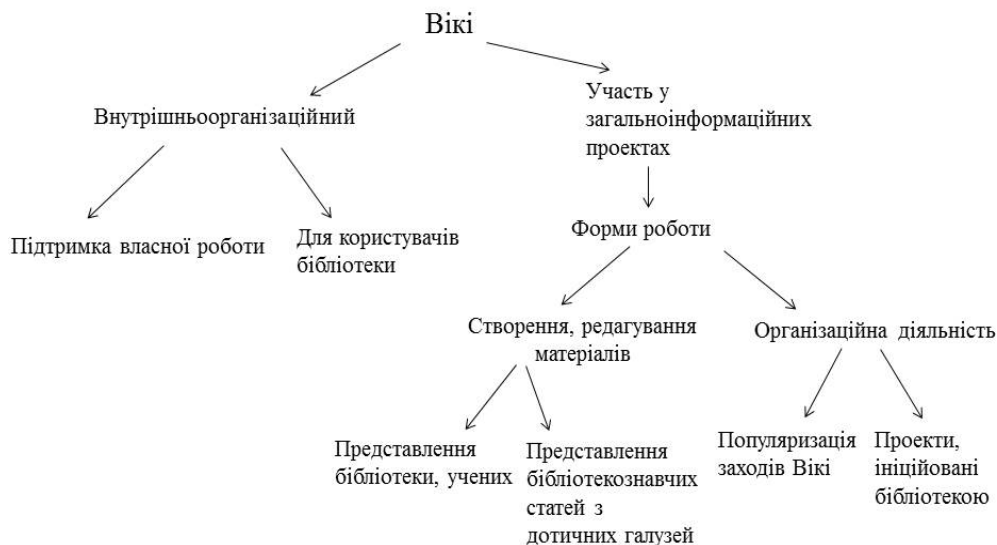 Вікі
Внутрішньоорганізаційний
Участь у
загальноінформаційних
проектах
Підтримка власної роботи
Для користувачів
бібліотеки
Форми роботи
Створення, редагування
матеріалів
Організаційна діяльність
Представлення
бібліотеки, учених
Представлення
бібліотекознавчих
статей з
дотичних галузей
Популяризація
заходів Вікі
Проекти,
ініційовані
бібліотекою